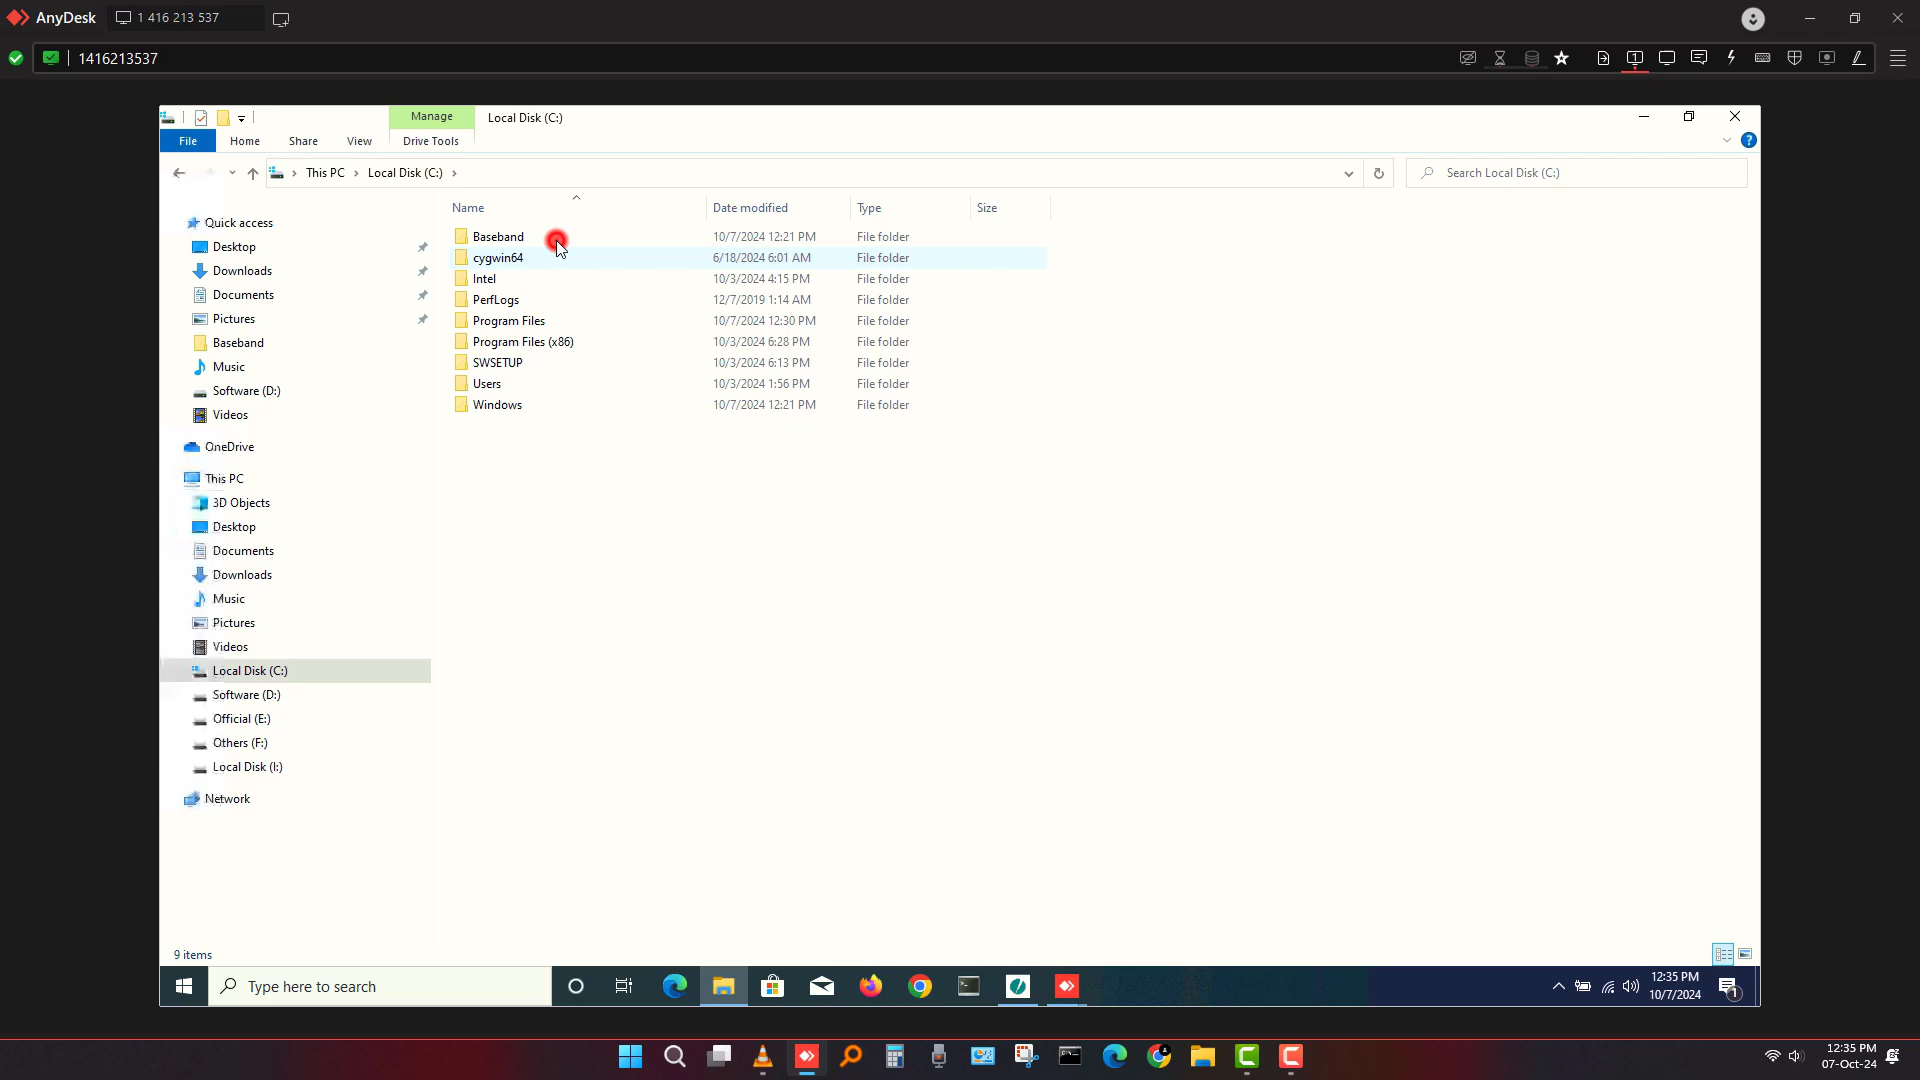 AnyDesk
1 416 213 537
1416213537
1
Manage
Local Disk (C:)
File
Home
Share
View
Drive Tools
This PC
Local Disk (C:)
Search Local Disk (C:)
Quick access
Desktop
Downloads
Documents
Pictures
Baseband
Music
Software (D:)
Videos
OneDrive
This PC
3D Objects
Desktop
Documents
Downloads
Music
Pictures
Videos
Local Disk (C:)
Software (D:)
Official (E:)
Others (F:)
Local Disk (I:)
Network
Name Date modified Type Size
Baseband 10/7/2024 12:21 PM File folder
cygwin64 6/18/2024 6:01 AM File folder
Intel 10/3/2024 4:15 PM File folder
PerfLogs 12/7/2019 1:14 AM File folder
Program Files 10/7/2024 12:30 PM File folder
Program Files (x86) 10/3/2024 6:28 PM File folder
SWSETUP 10/3/2024 6:13 PM File folder
Users 10/3/2024 1:56 PM File folder
Windows 10/7/2024 12:21 PM File folder
9 items
Type here to search
12:35 PM
10/7/2024
1
12:35 PM
07-Oct-24